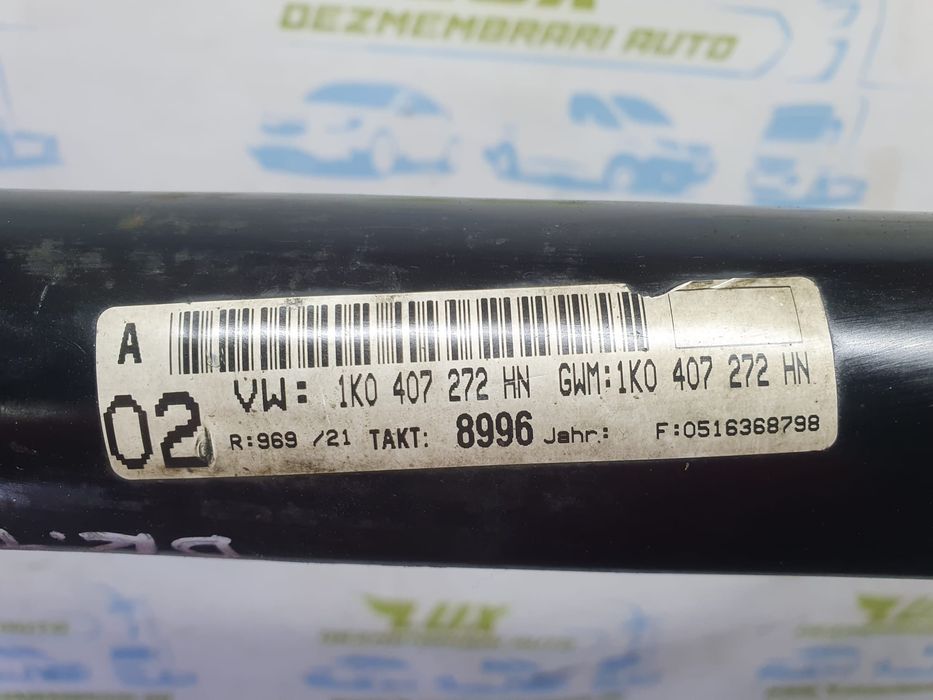 DEZMEMBRARI AUTO
A
02
VW: 1K0 407 272 HN GWM:1K0 407 272 HN
R:969 /21 TAKT: 8996 Jahr: F:0516368798
LUX